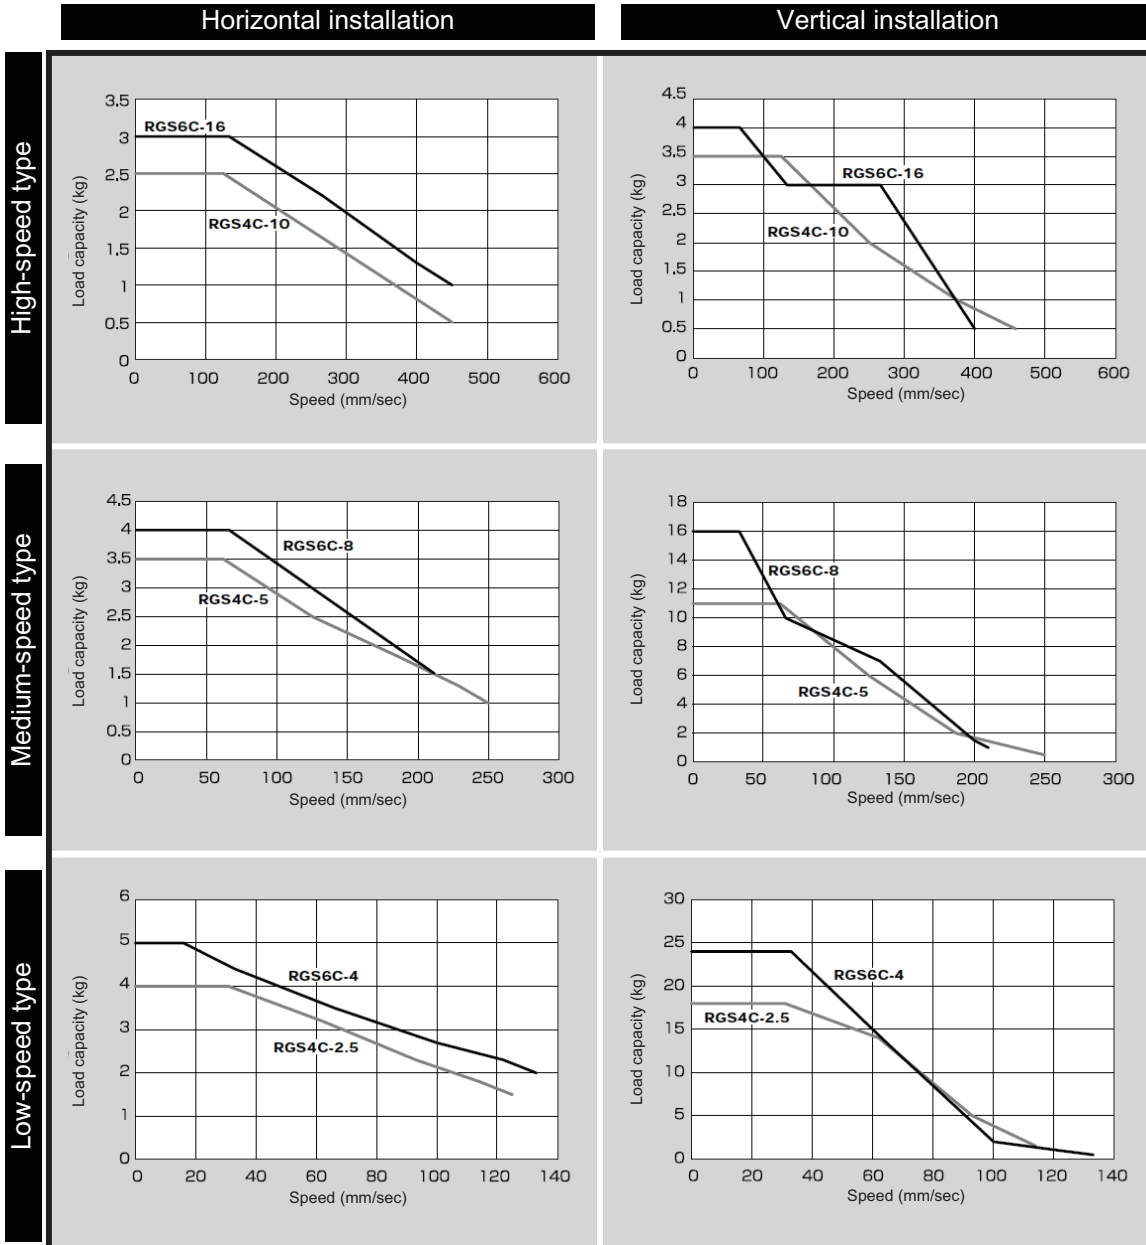 Horizontal installation
Vertical installation
High-speed type
3.5
3
2.5
2
1.5
1
0.5
0
Load capacity (kg)
RGS6C-16
RGS4C-10
0 100 200 300 400 500 600
Speed (mm/sec)
4.5
4
3.5
3
2.5
2
1.5
1
0.5
0
Load capacity (kg)
RGS6C-16
RGS4C-10
0 100 200 300 400 500 600
Speed (mm/sec)
Medium-speed type
4.5
4
3.5
3
2.5
2
1.5
1
0.5
0
Load capacity (kg)
RGS6C-8
RGS4C-5
0 50 100 150 200 250 300
Speed (mm/sec)
18
16
14
12
10
8
6
4
2
0
Load capacity (kg)
RGS6C-8
RGS4C-5
0 50 100 150 200 250 300
Speed (mm/sec)
Low-speed type
6
5
4
3
2
1
0
Load capacity (kg)
RGS6C-4
RGS4C-2.5
0 20 40 60 80 100 120 140
Speed (mm/sec)
30
25
20
15
10
5
0
Load capacity (kg)
RGS6C-4
RGS4C-2.5
0 20 40 60 80 100 120 140
Speed (mm/sec)